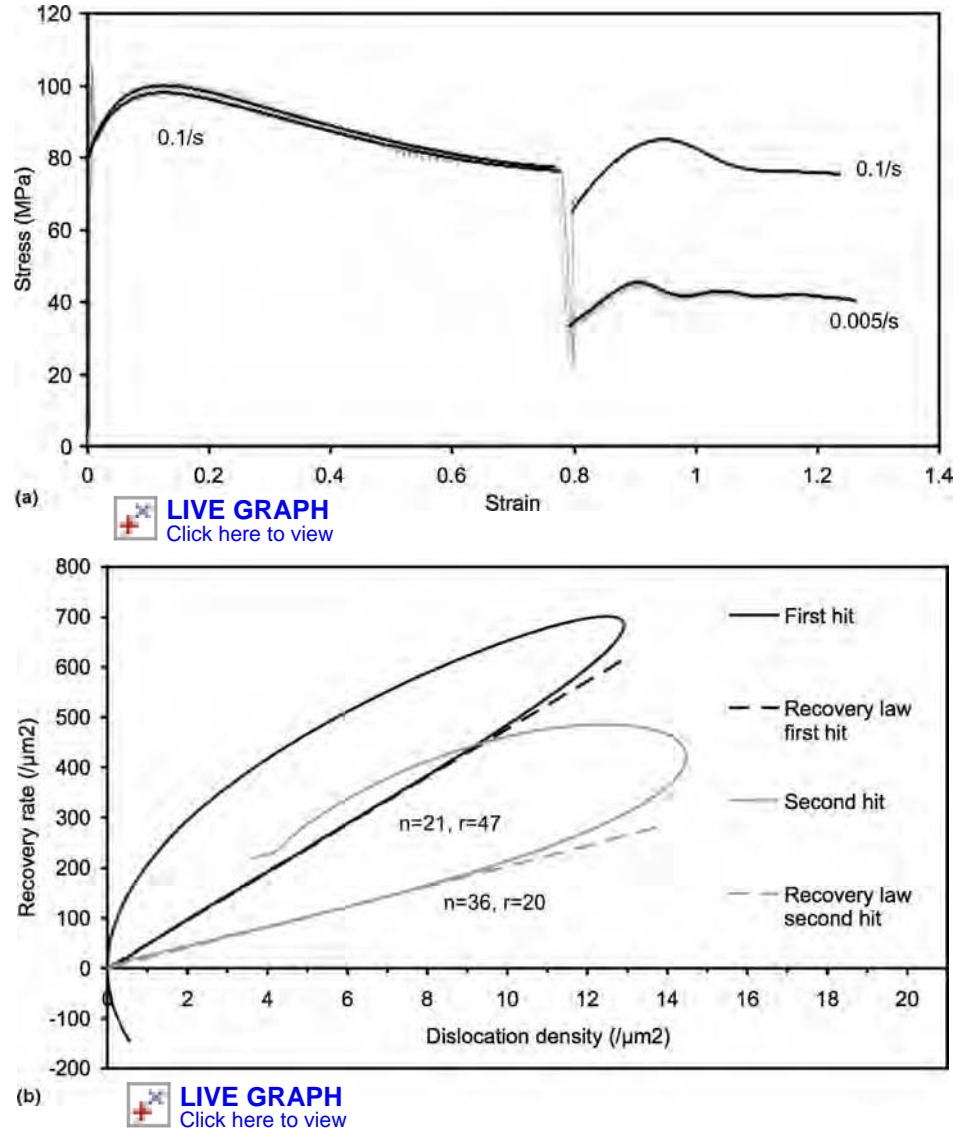 120
100
80
60
40
20
0
Stress (MPa)
0.1/s
0.1/s
0.005/s
0 0.2 0.4 0.6 0.8 1 1.2 1.4
Strain
(a)
LIVE GRAPH
Click here to view
800
700
600
500
400
300
200
100
0
-100
-200
Recovery rate (/µm2)
n=21, r=47
n=36, r=20
First hit
Recovery law
first hit
Second hit
Recovery law
second hit
0 2 4 6 8 10 12 14 16 18 20
Dislocation density (/µm2)
(b)
LIVE GRAPH
Click here to view